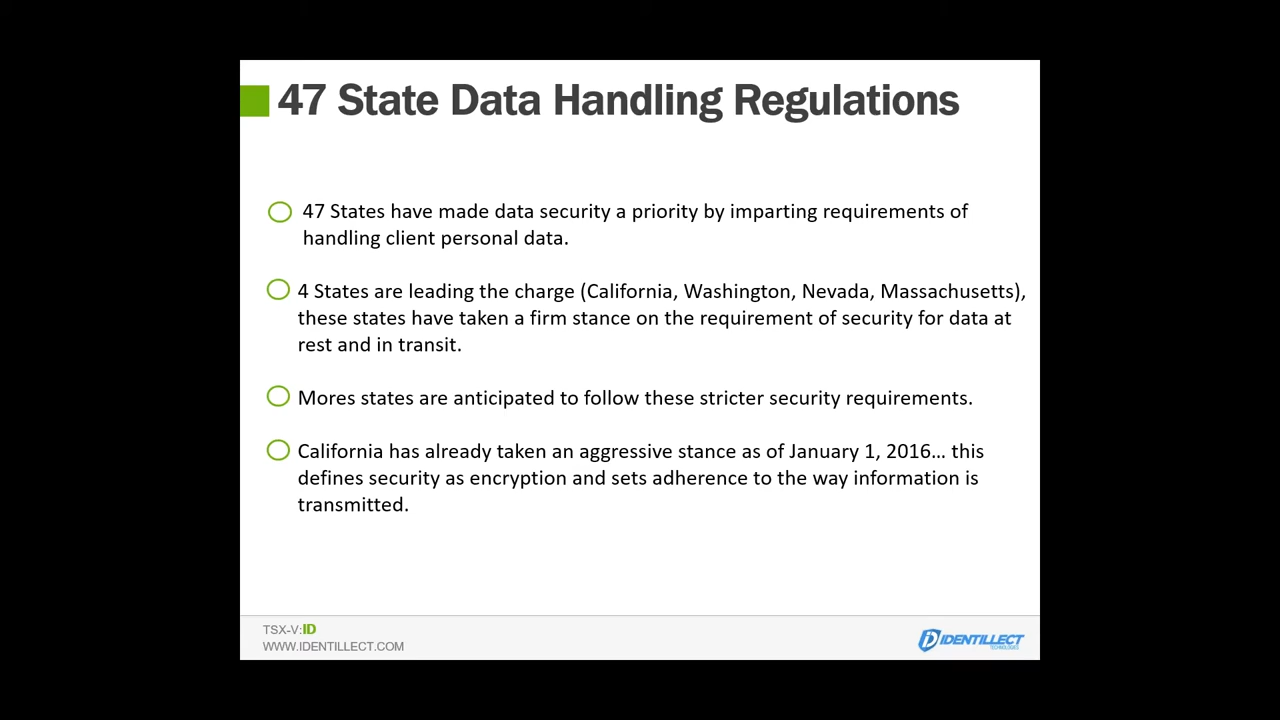 47 State Data Handling Regulations
47 States have made data security a priority by imparting requirements of
handling client personal data.
4 States are leading the charge (California, Washington, Nevada, Massachusetts),
these states have taken a firm stance on the requirement of security for data at
rest and in transit.
Mores states are anticipated to follow these stricter security requirements.
California has already taken an aggressive stance as of January 1, 2016... this
defines security as encryption and sets adherence to the way information is
transmitted.
TSX-V:ID
WWW.IDENTILLECT.COM
IDENTILLECT
TECHNOLOGIES